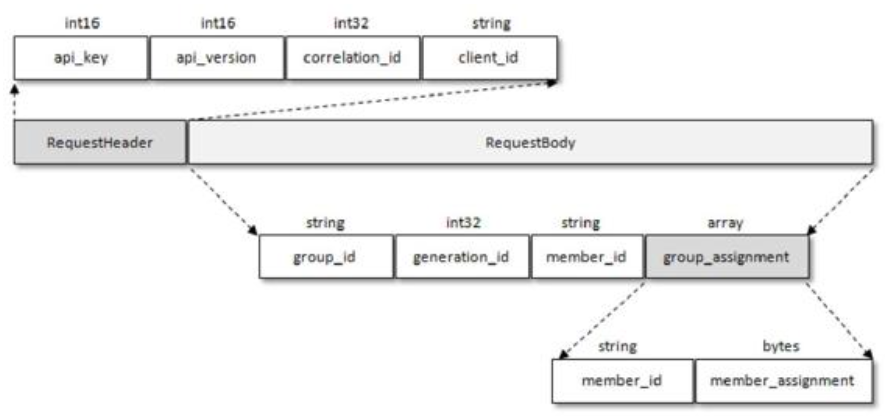 int16 int16 int32 string
api_key api_version correlation_id client_id
RequestHeader RequestBody
string int32 string array
group_id generation_id member_id group_assignment
string bytes
member_id member_assignment